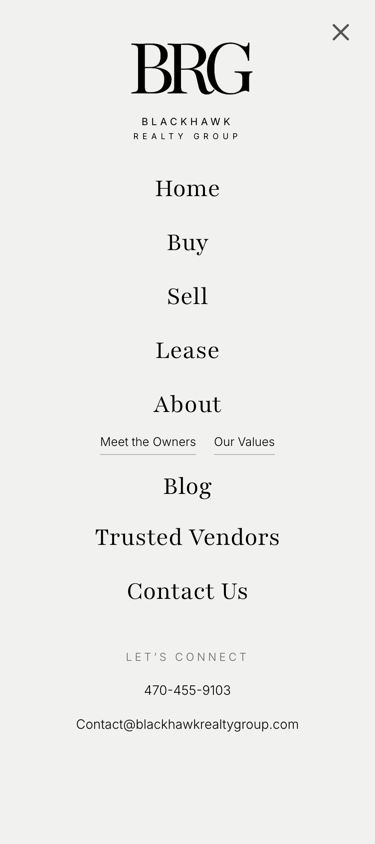 BRG
BLACKHAWK
REALTY GROUP
Home
Buy
Sell
Lease
About
Meet the Owners Our Values
Blog
Trusted Vendors
Contact Us
LET'S CONNECT
470-455-9103
Contact@blackhawkrealtygroup.com